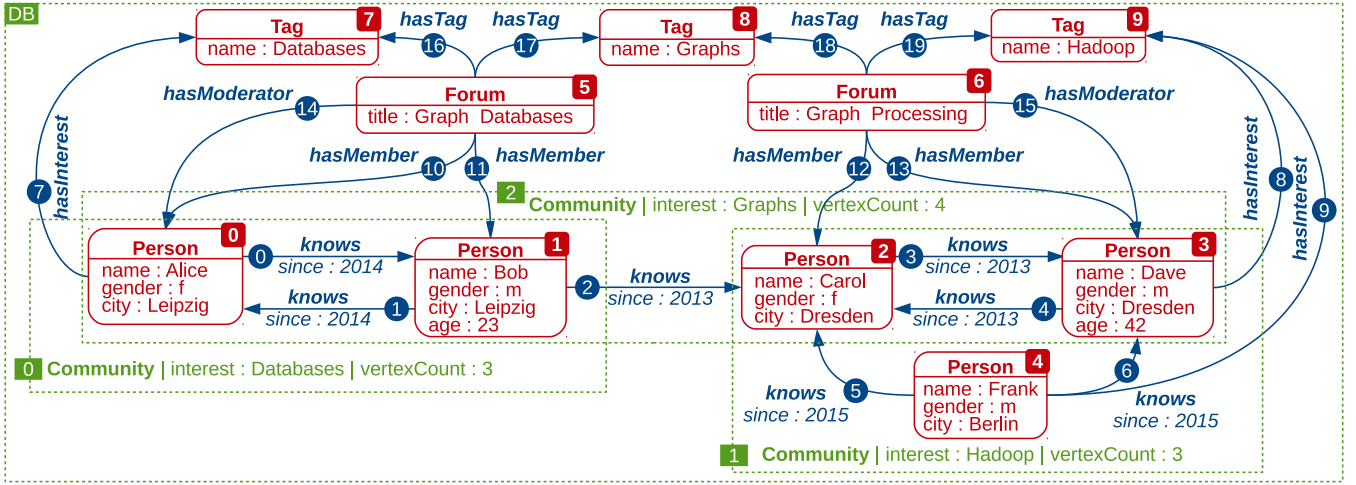 DB
7
Tag
name : Databases
hasTag
16
hasTag
17
8
Tag
name : Graphs
hasTag
18
hasTag
19
9
Tag
name : Hadoop
5
Forum
title : Graph Databases
6
Forum
title : Graph Processing
hasModerator
14
15
hasModerator
10
hasMember
11
hasMember
12
hasMember
13
hasMember
7
hasInterest
8
hasInterest
9
hasInterest
2
Community | interest : Graphs | vertexCount : 4
0
Person
name : Alice
gender : f
city : Leipzig
0
knows
since : 2014
1
knows
since : 2014
1
Person
name : Bob
gender : m
city : Leipzig
age : 23
2
knows
since : 2013
2
Person
name : Carol
gender : f
city : Dresden
3
knows
since : 2013
4
knows
since : 2013
3
Person
name : Dave
gender : m
city : Dresden
age : 42
0
Community | interest : Databases | vertexCount : 3
4
Person
name : Frank
gender : m
city : Berlin
5
knows
since : 2015
6
knows
since : 2015
1
Community | interest : Hadoop | vertexCount : 3